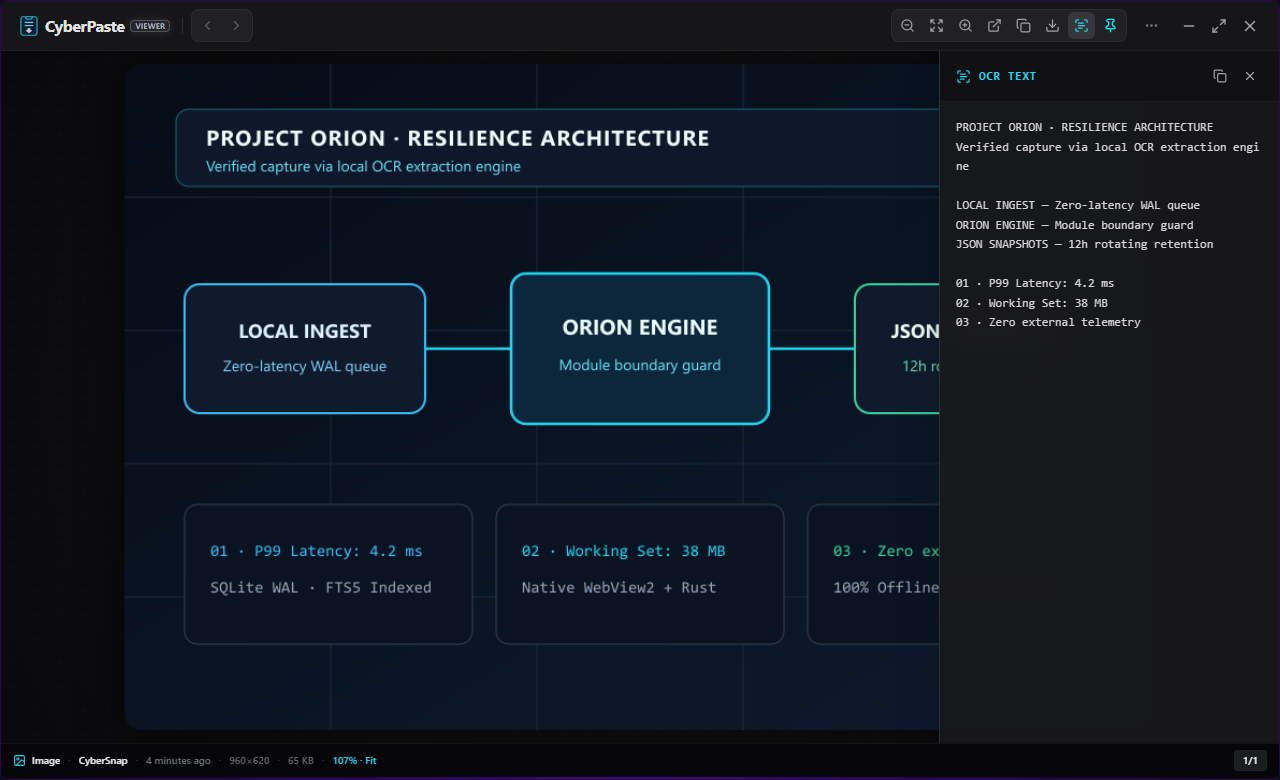 CyberPaste VIEWER
OCR TEXT
PROJECT ORION · RESILIENCE ARCHITECTURE
Verified capture via local OCR extraction engine
LOCAL INGEST
Zero-latency WAL queue
ORION ENGINE
Module boundary guard
JSON
12h
01 · P99 Latency: 4.2 ms
SQLite WAL · FTS5 Indexed
02 · Working Set: 38 MB
Native WebView2 + Rust
03 · Zero ex
100% Offline
PROJECT ORION · RESILIENCE ARCHITECTURE
Verified capture via local OCR extraction engi
ne
LOCAL INGEST — Zero-latency WAL queue
ORION ENGINE — Module boundary guard
JSON SNAPSHOTS — 12h rotating retention
01 · P99 Latency: 4.2 ms
02 · Working Set: 38 MB
03 · Zero external telemetry
Image · CyberSnap · 4 minutes ago · 960×620 · 65 KB · 107% · Fit
1/1